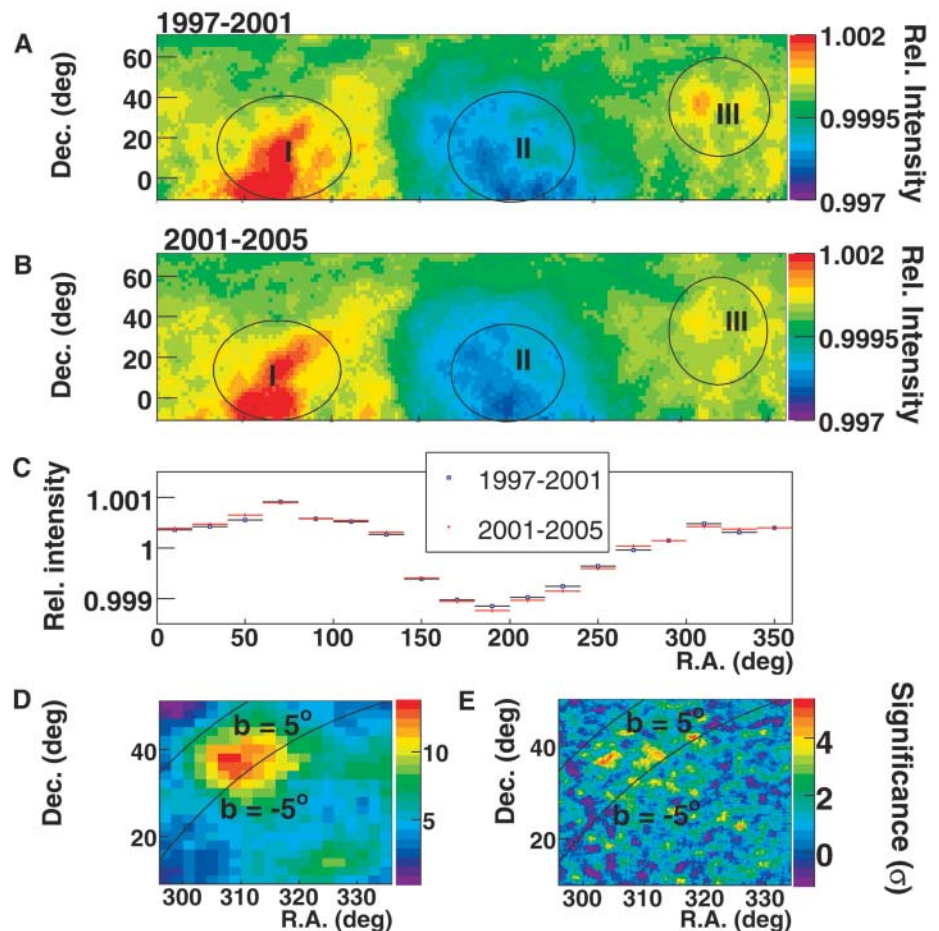 1997-2001
A
Dec. (deg)
60
40
20
0
I
II
III
1.002
0.9995
0.997
Rel. Intensity
2001-2005
B
Dec. (deg)
60
40
20
0
I
II
III
1.002
0.9995
0.997
Rel. Intensity
C
Rel. intensity
1.001
1
0.999
1997-2001
2001-2005
0 50 100 150 200 250 300 350
R.A. (deg)
D
Dec. (deg)
40
20
b = 5°
b = -5°
300 310 320 330
R.A. (deg)
10
5
E
Dec. (deg)
40
20
b = 5°
b = -5°
300 310 320 330
R.A. (deg)
4
2
0
Significance (σ)